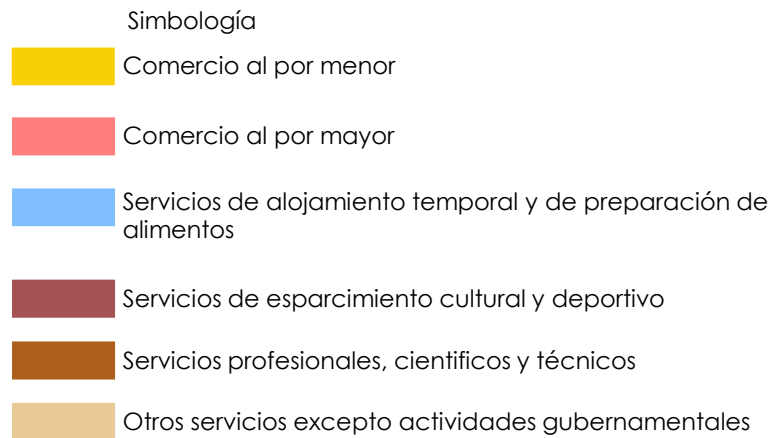 Simbología
Comercio al por menor
Comercio al por mayor
Servicios de alojamiento temporal y de preparación de
alimentos
Servicios de esparcimiento cultural y deportivo
Servicios profesionales, cientificos y técnicos
Otros servicios excepto actividades gubernamentales